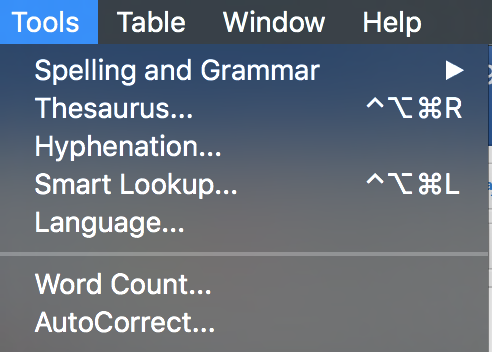 Tools Table Window Help
Spelling and Grammar ▶
Thesaurus... ^⌥⌘R
Hyphenation...
Smart Lookup... ^⌥⌘L
Language...
Word Count...
AutoCorrect...